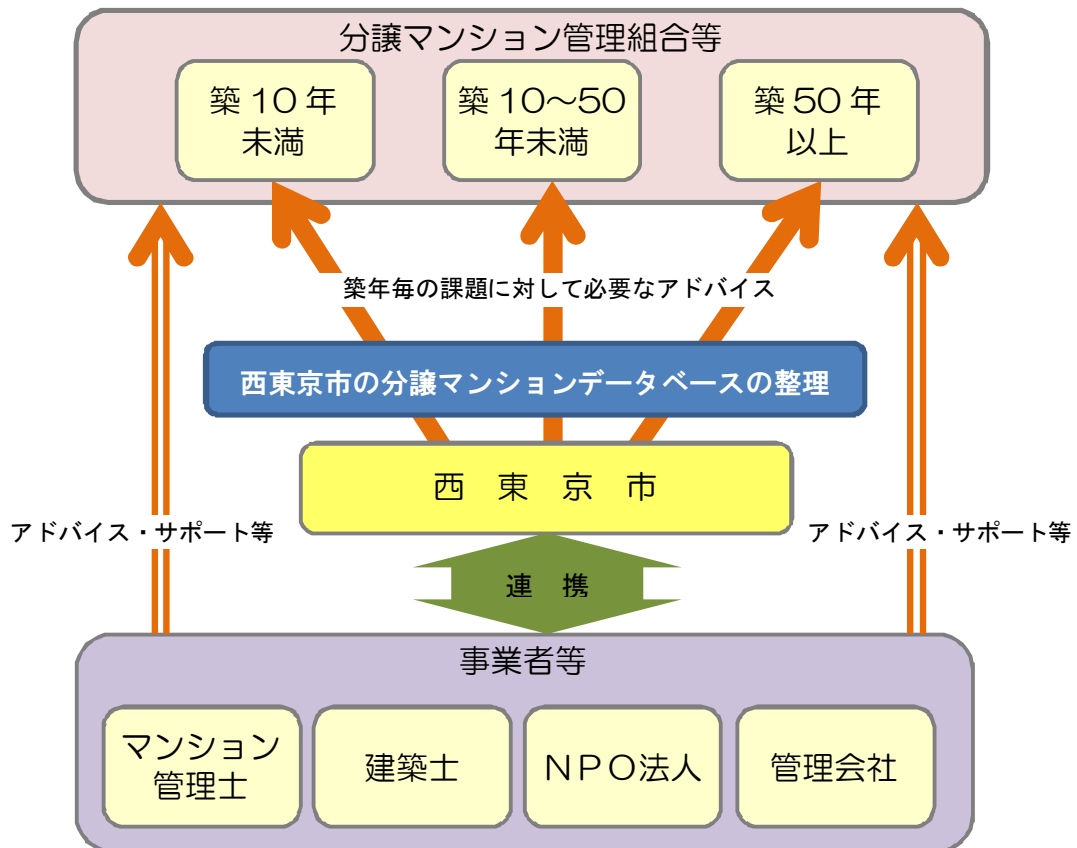 分譲マンション管理組合等
築10年
未満
築10～50
年未満
築50年
以上
築年毎の課題に対して必要なアドバイス
西東京市の分譲マンションデータベースの整理
西 東 京 市
アドバイス・サポート等
アドバイス・サポート等
連 携
事業者等
マンション
管理士
建築士
NPO法人
管理会社